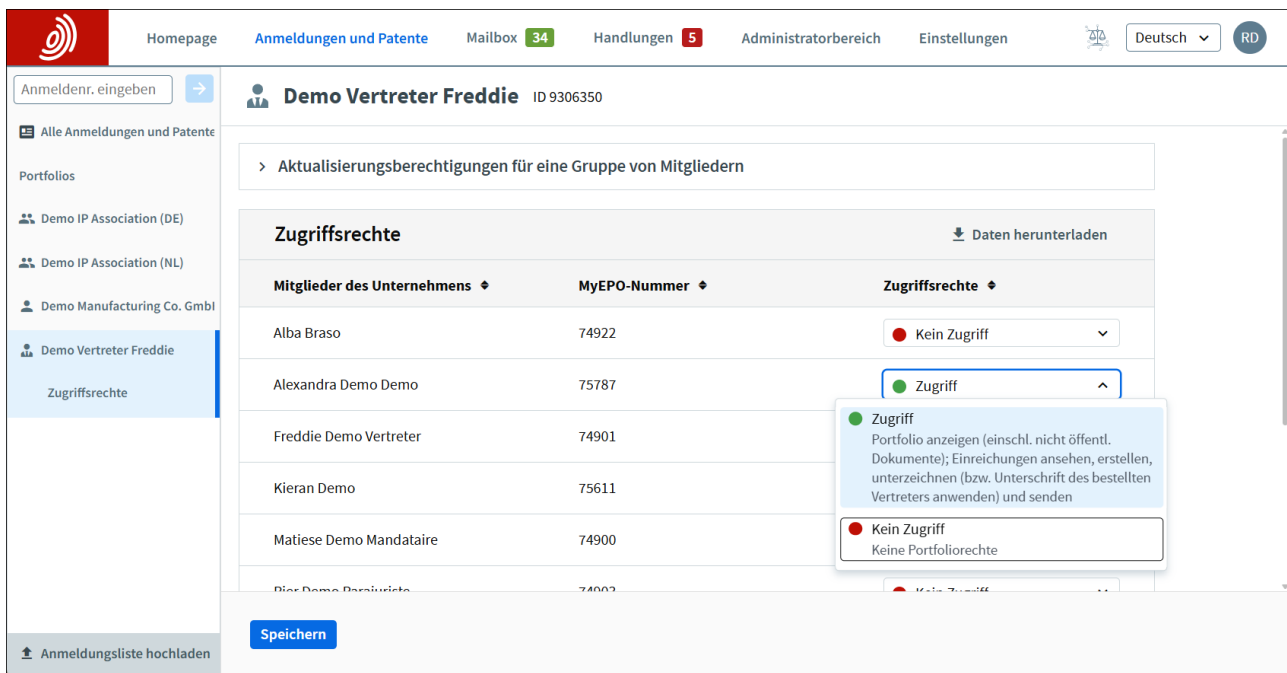 Homepage
Anmeldungen und Patente
Mailbox 34
Handlungen 5
Administratorbereich
Einstellungen
Deutsch
RD
Anmeldenr. eingeben
Alle Anmeldungen und Patente
Portfolios
Demo IP Association (DE)
Demo IP Association (NL)
Demo Manufacturing Co. Gmbl
Demo Vertreter Freddie
Zugriffsrechte
Anmeldungsliste hochladen
Demo Vertreter Freddie ID 9306350
Aktualisierungsberechtigungen für eine Gruppe von Mitgliedern
Zugriffsrechte
Daten herunterladen
Mitglieder des Unternehmens MyEPO-Nummer Zugriffsrechte
Alba Braso 74922 Kein Zugriff
Alexandra Demo Demo 75787 Zugriff
Freddie Demo Vertreter 74901
Kieran Demo 75611
Matiese Demo Mandataire 74900
Zugriff
Portfolio anzeigen (einschl. nicht öffentl.
Dokumente); Einreichungen ansehen, erstellen,
unterzeichnen (bzw. Unterschrift des bestellten
Vertreters anwenden) und senden
Kein Zugriff
Keine Portfoliorechte
Pier Demo Parajuriste Kein Zugriff
Speichern